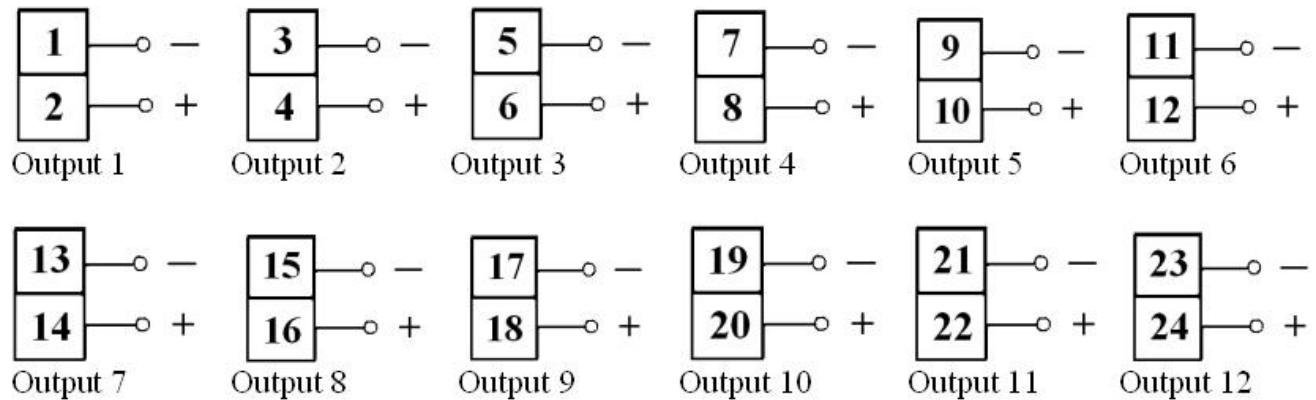 1 — 3 — 5 — 7 — 9 — 11 —
2 + 4 + 6 + 8 + 10 + 12 +
Output 1 Output 2 Output 3 Output 4 Output 5 Output 6
13 — 15 — 17 — 19 — 21 — 23 —
14 + 16 + 18 + 20 + 22 + 24 +
Output 7 Output 8 Output 9 Output 10 Output 11 Output 12